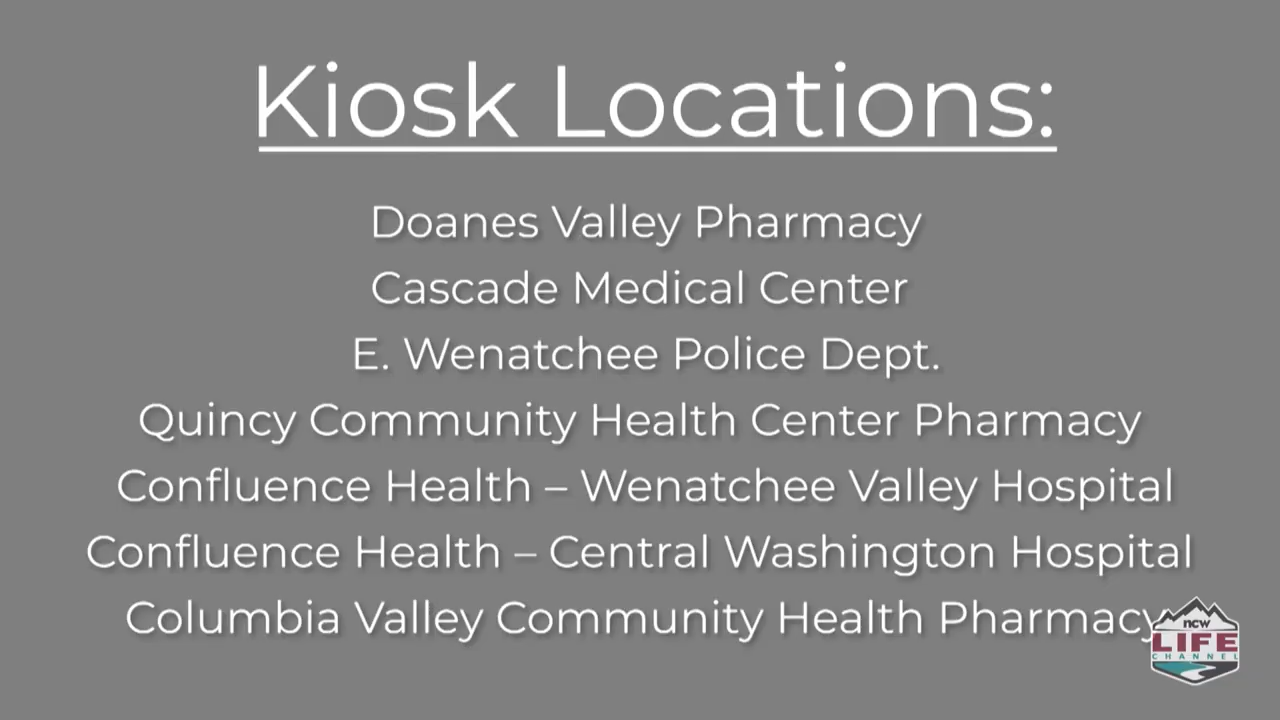 Kiosk Locations:
Doanes Valley Pharmacy
Cascade Medical Center
E. Wenatchee Police Dept.
Quincy Community Health Center Pharmacy
Confluence Health – Wenatchee Valley Hospital
Confluence Health – Central Washington Hospital
Columbia Valley Community Health Pharmacy
ncw
LIFE
CHANNEL